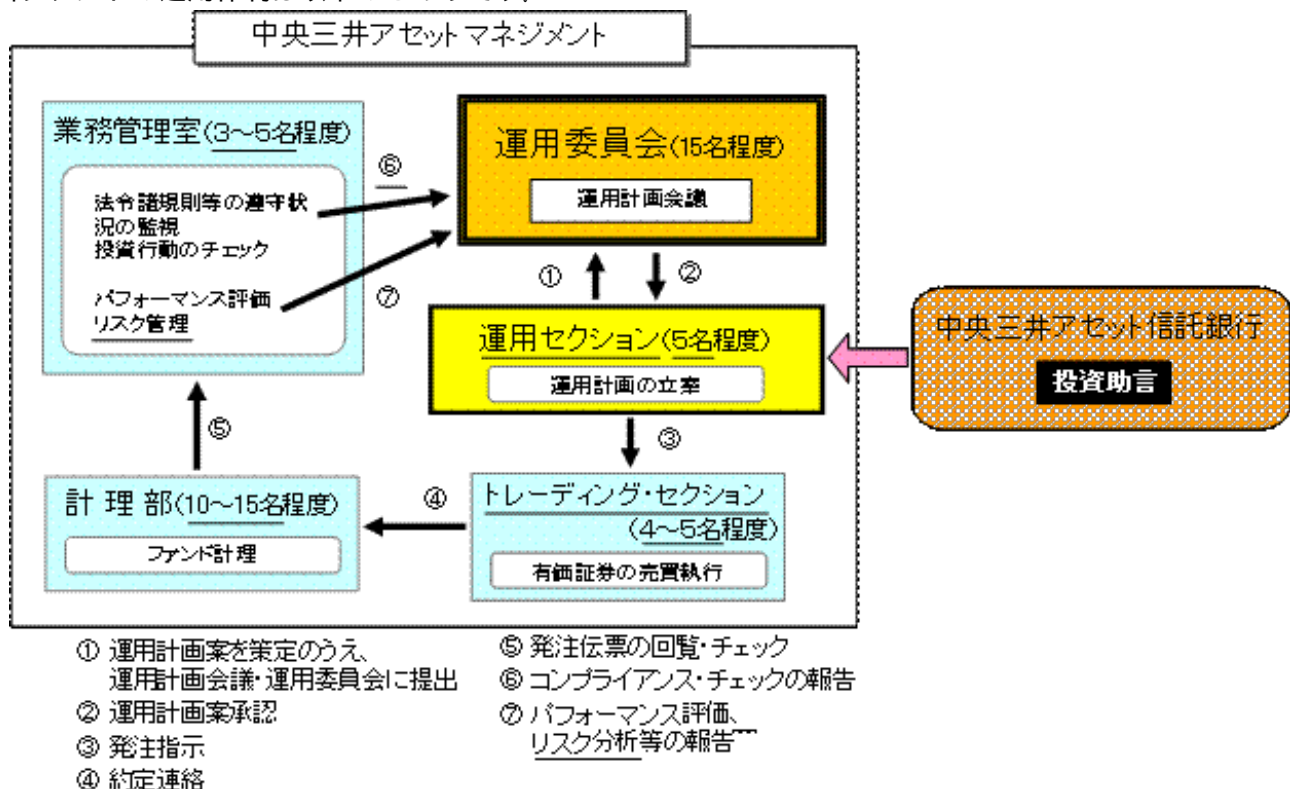 中央三井アセットマネジメント
業務管理室(3～5名程度)
法令諸規則等の遵守状
況の監視
投資行動のチェック
パフォーマンス評価
リスク管理
⑥
⑦
運用委員会(15名程度)
運用計画会議
①
②
運用セクション(5名程度)
運用計画の立案
中央三井アセット信託銀行
投資助言
⑤
③
計理部(10～15名程度)
ファンド計理
④
トレーディング・セクション
(4～5名程度)
有価証券の売買執行
① 運用計画案を策定のうえ、
運用計画会議・運用委員会に提出
② 運用計画案承認
③ 発注指示
④ 約定連絡
⑤ 発注伝票の回覧・チェック
⑥ コンプライアンス・チェックの報告
⑦ パフォーマンス評価、
リスク分析等の報告